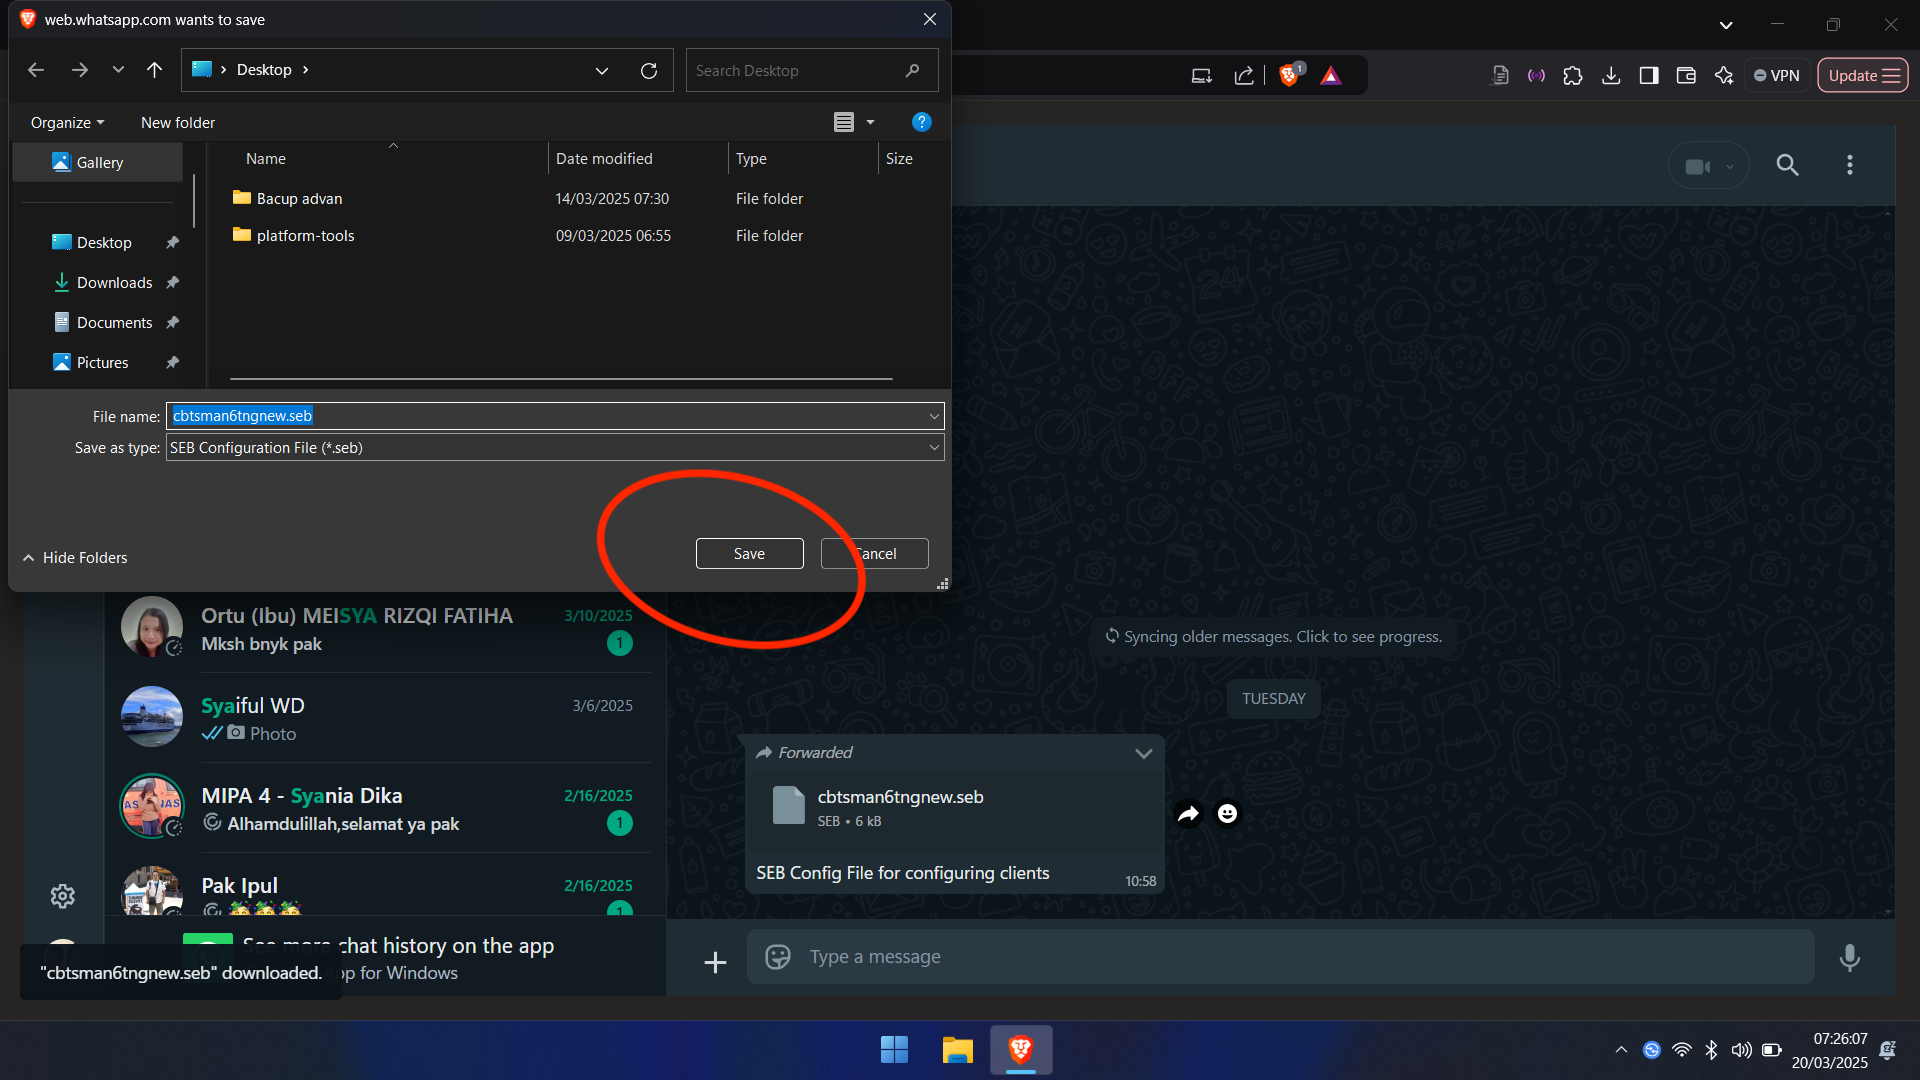 web.whatsapp.com wants to save
Desktop
Search Desktop
1
VPN
Update
Organize
New folder
?
Gallery
Name
Date modified
Type
Size
Bacup advan
14/03/2025 07:30
File folder
platform-tools
09/03/2025 06:55
File folder
Desktop
Downloads
Documents
Pictures
File name:
cbtsman6tngnew.seb
Save as type:
SEB Configuration File (*.seb)
Hide Folders
Save
Cancel
Ortu (Ibu) MEISYA RIZQI FATIHA
3/10/2025
Mksh bnyk pak
1
Syncing older messages. Click to see progress.
Syaiful WD
3/6/2025
Photo
TUESDAY
Forwarded
MIPA 4 - Syania Dika
2/16/2025
Alhamdulillah,selamat ya pak
1
cbtsman6tngnew.seb
SEB • 6 kB
SEB Config File for configuring clients
10:58
Pak Ipul
2/16/2025
1
See more chat history on the app
"cbtsman6tngnew.seb" downloaded.
for Windows
Type a message
07:26:07
20/03/2025